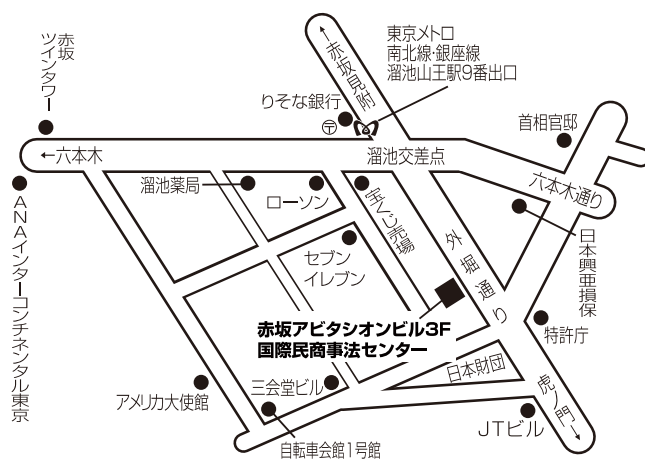 赤坂
ツインタワー
←赤坂見附
東京メトロ
南北線・銀座線
溜池山王駅9番出口
りそな銀行
〒
首相官邸
←六本木
溜池交差点
六本木通り
溜池薬局
ローソン
宝くじ売場
外堀通り
日本興亜損保
ANAインターコンチネンタル東京
セブン
イレブン
赤坂アビタシオンビル3F
国際民商事法センター
特許庁
日本財団
三会堂ビル
アメリカ大使館
虎ノ門→
JTビル
自転車会館1号館